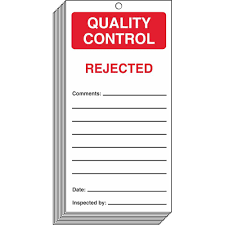 QUALITY
CONTROL
REJECTED
Comments:
Date:
Inspected by: